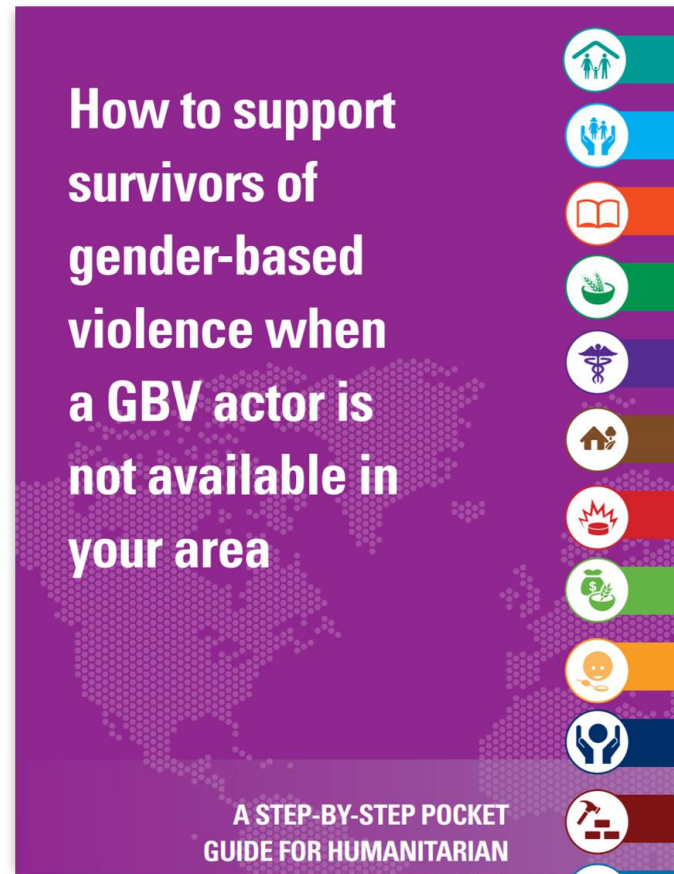 How to support
survivors of
gender-based
violence when
a GBV actor is
not available in
your area
$
A STEP-BY-STEP POCKET
GUIDE FOR HUMANITARIAN